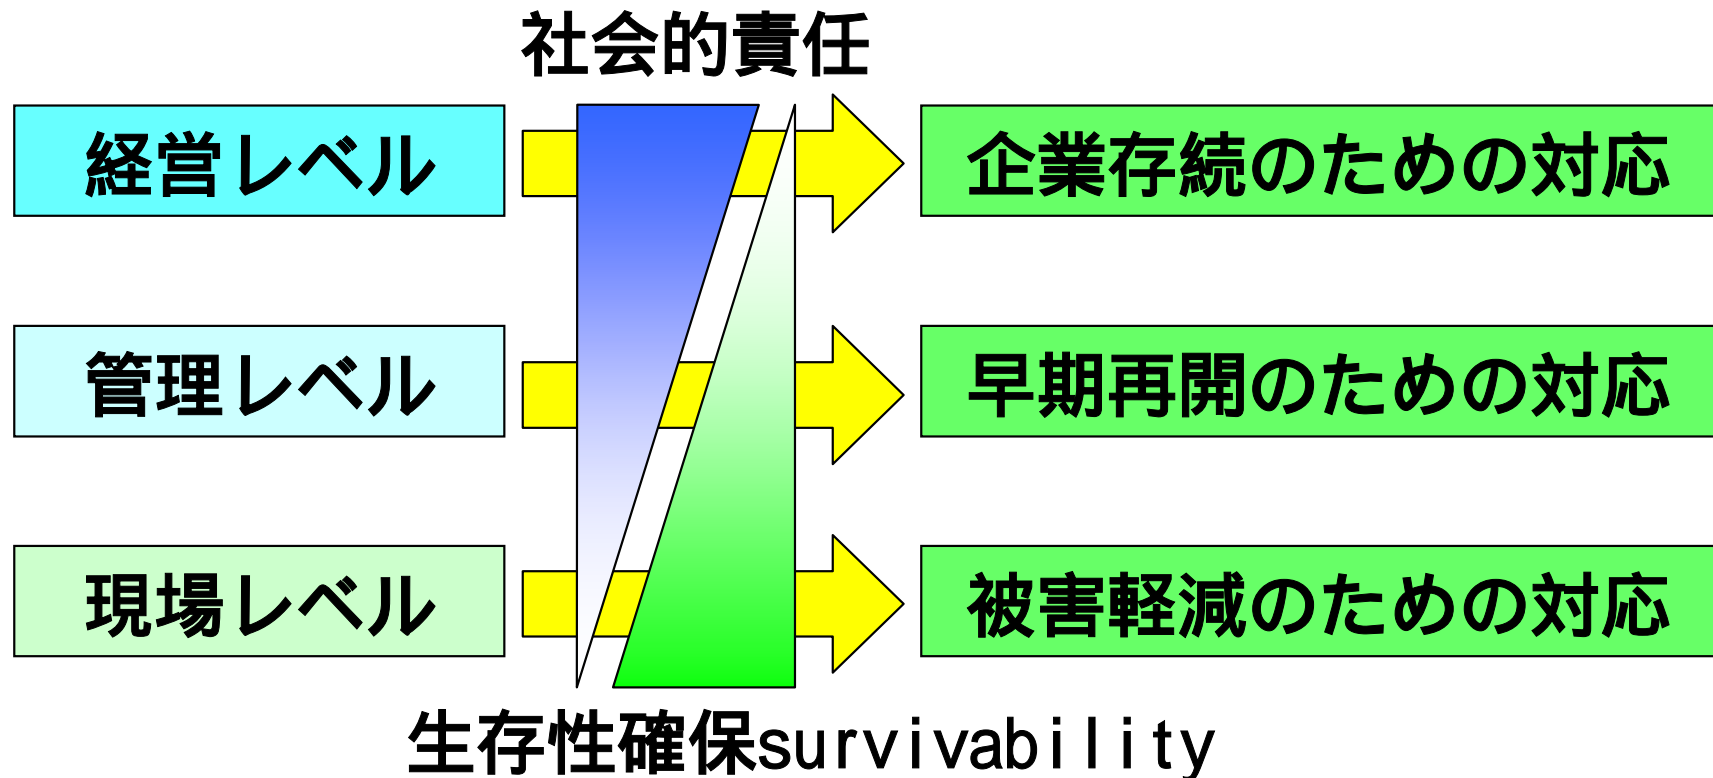 社会的責任
経営レベル
企業存続のための対応
管理レベル
早期再開のための対応
現場レベル
被害軽減のための対応
生存性確保survivability